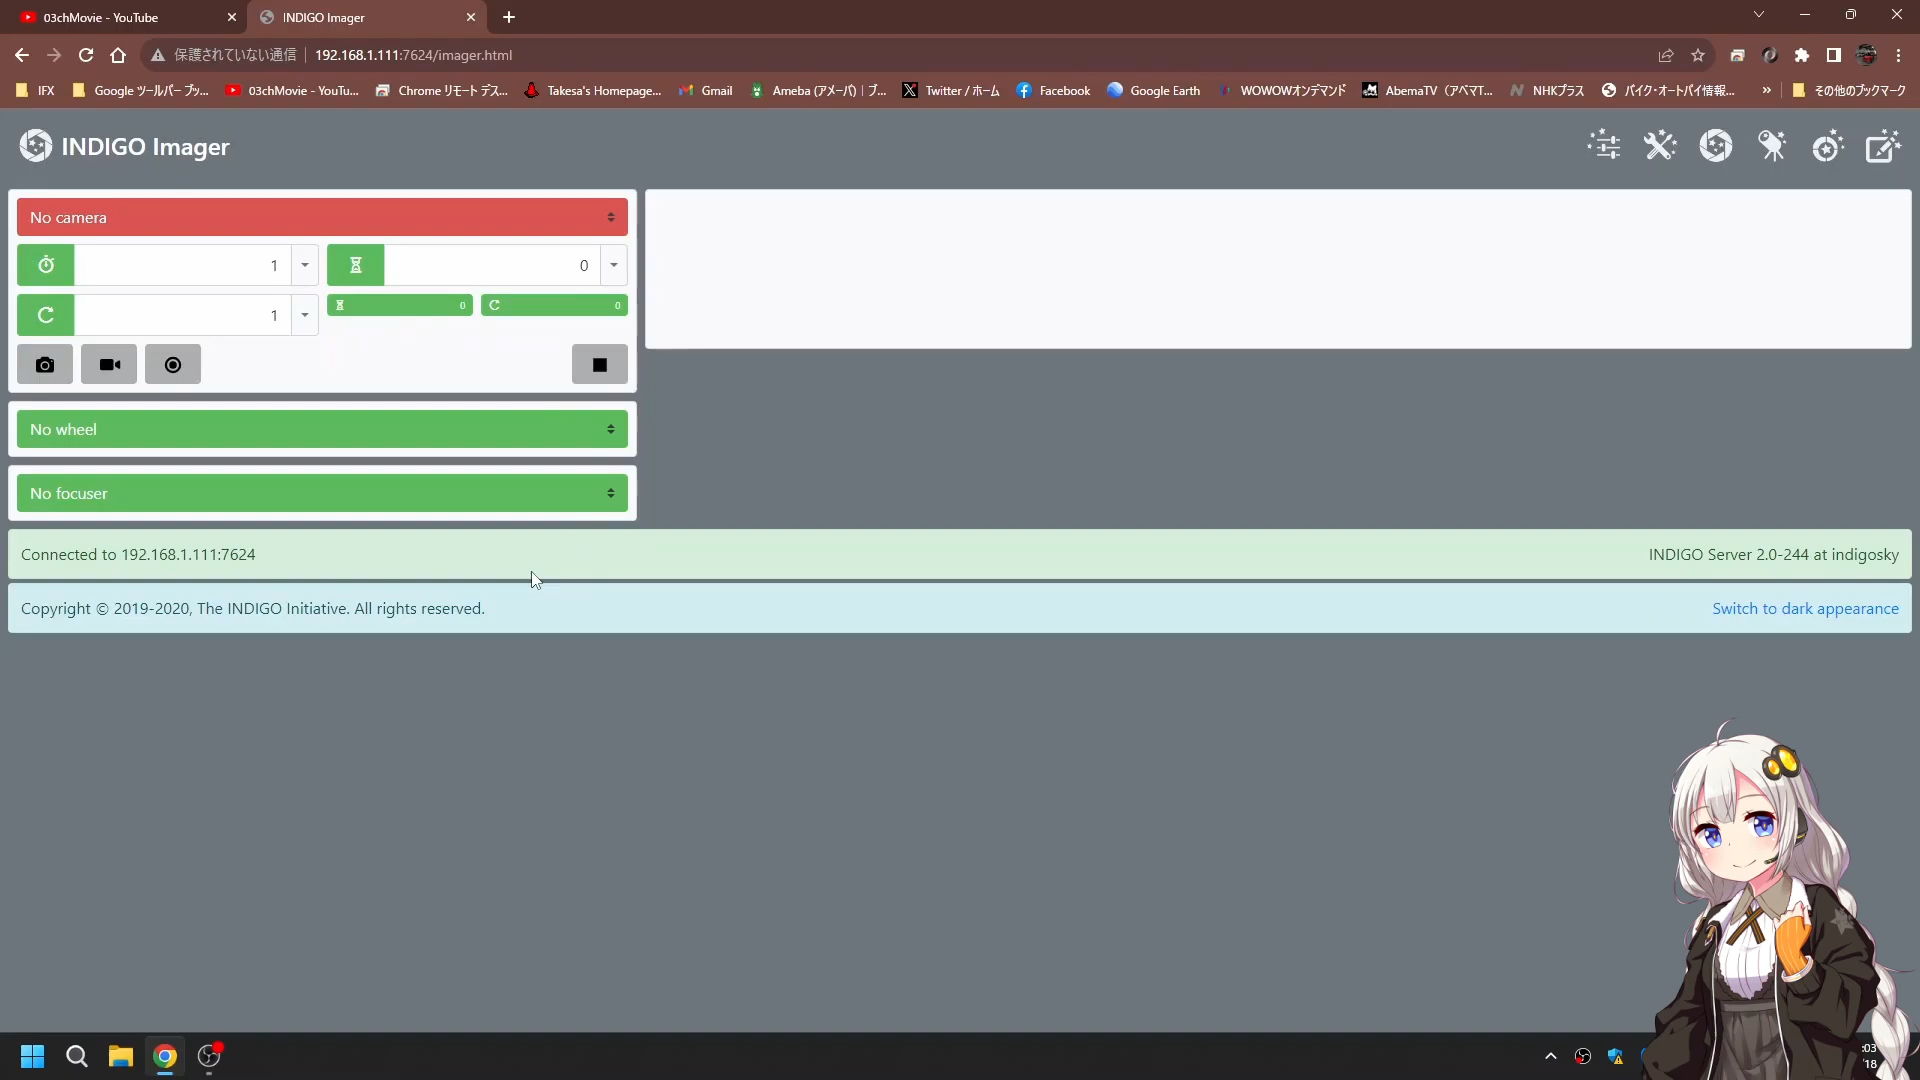 03chMovie - YouTube
INDIGO Imager
保護されていない通信
192.168.1.111:7624/imager.html
IFX
Google ツールバー ブッ...
03chMovie - YouTu...
Chrome リモート デス...
Takesa's Homepage...
Gmail
Ameba (アメーバ) | ブ...
Twitter / ホーム
Facebook
Google Earth
WOWOWオンデマンド
AbemaTV（アベマT...
NHKプラス
バイク・オートバイ情報...
»
その他のブックマーク
INDIGO Imager
No camera
1
0
1
0
0
No wheel
No focuser
Connected to 192.168.1.111:7624
INDIGO Server 2.0-244 at indigosky
Copyright © 2019-2020, The INDIGO Initiative. All rights reserved.
Switch to dark appearance
:03
'18